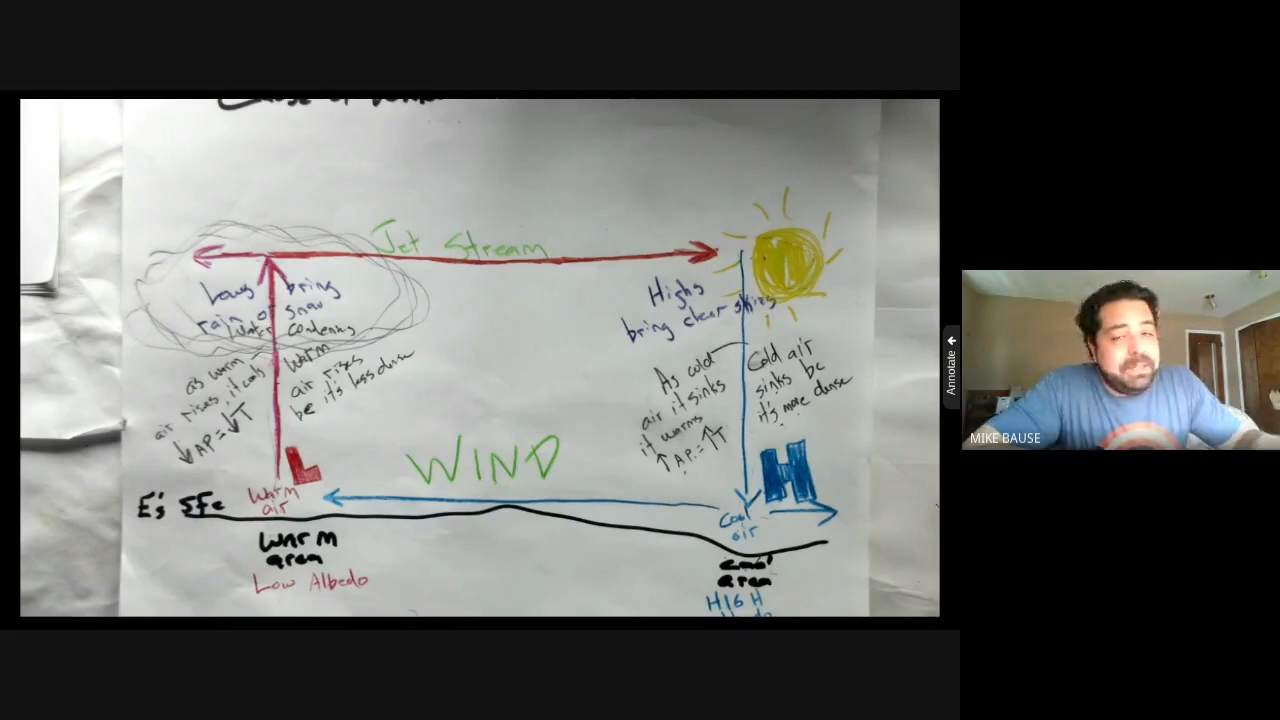 Cause of
Jet Stream
Lows bring
rain or snow
Water condenses
Highs
bring clear skies
as warm
air rises, it cools
↓AP=↓T
warm
air rises
bc it's less dense
As cold
air it sinks
it warms
↑A.P.=↑T
Cold air
sinks bc
it's more dense
WIND
L
H
E's SFc
Warm
air
Cool
air
WARM
area
Low Albedo
cool
area
HIGH
Annotate
MIKE BAUSE